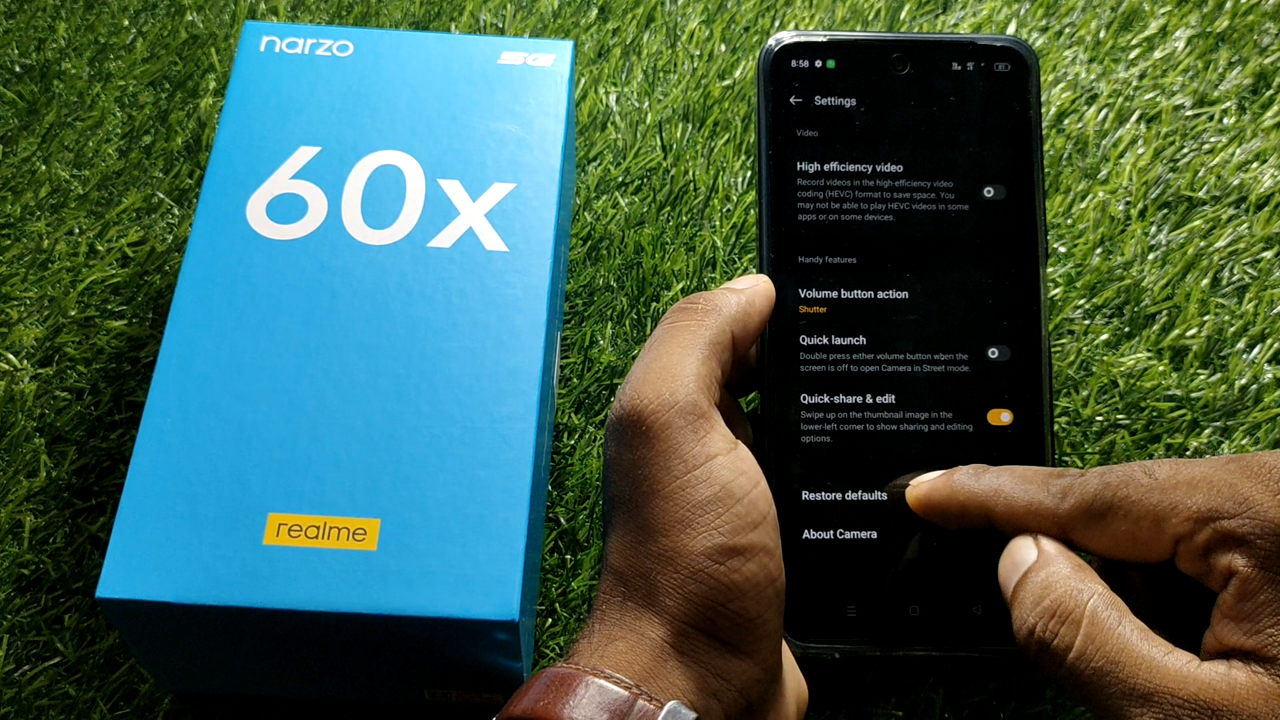 narzo
5G
60x
realme
8:58
Settings
Video
High efficiency video
Record videos in the high-efficiency video
coding (HEVC) format to save space. You
may not be able to play HEVC videos in some
apps or on some devices.
Handy features
Volume button action
Shutter
Quick launch
Double press either volume button when the
screen is off to open Camera in Street mode.
Quick-share & edit
Swipe up on the thumbnail image in the
lower-left corner to show sharing and editing
options.
Restore defaults
About Camera